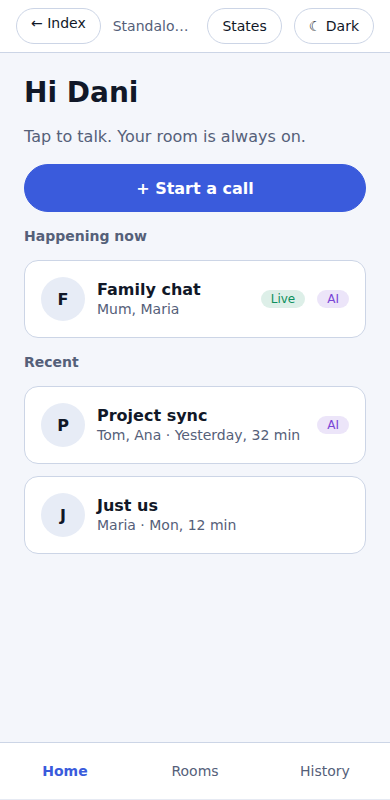 ← Index
Standalo...
States
☾ Dark
Hi Dani
Tap to talk. Your room is always on.
+ Start a call
Happening now
F
Family chat
Mum, Maria
Live
AI
Recent
P
Project sync
Tom, Ana · Yesterday, 32 min
AI
J
Just us
Maria · Mon, 12 min
Home
Rooms
History